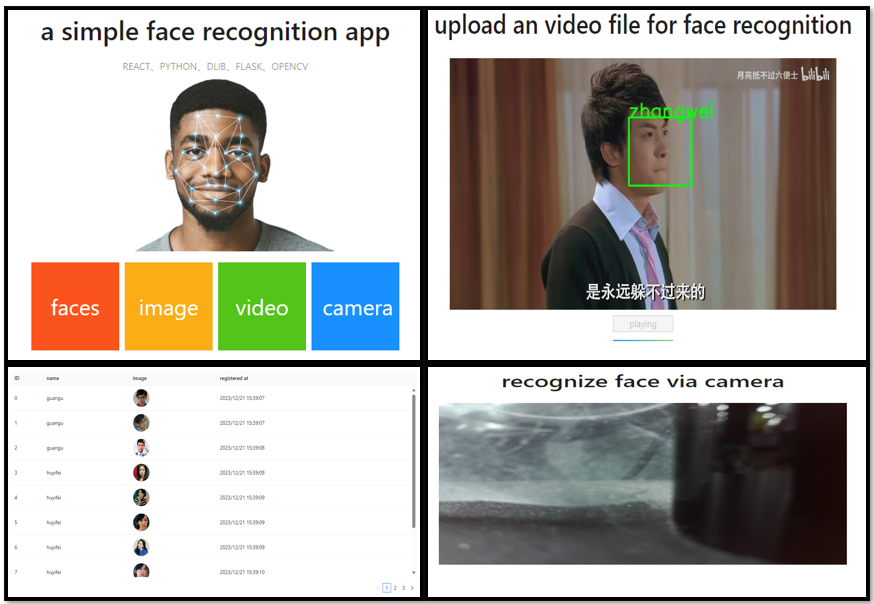 a simple face recognition app
REACT、PYTHON、DLIB、FLASK、OPENCV
faces image video camera
upload an video file for face recognition
月亮抵不过六便士 bilibili
zhangwei
是永远躲不过来的
playing
ID name image registered at
0 guangu 2023/12/21 15:39:07
1 guangu 2023/12/21 15:39:07
2 guangu 2023/12/21 15:39:08
3 huyifei 2023/12/21 15:39:08
4 huyifei 2023/12/21 15:39:09
5 huyifei 2023/12/21 15:39:09
6 huyifei 2023/12/21 15:39:09
7 huyifei 2023/12/21 15:39:10
< 1 2 3 >
recognize face via camera